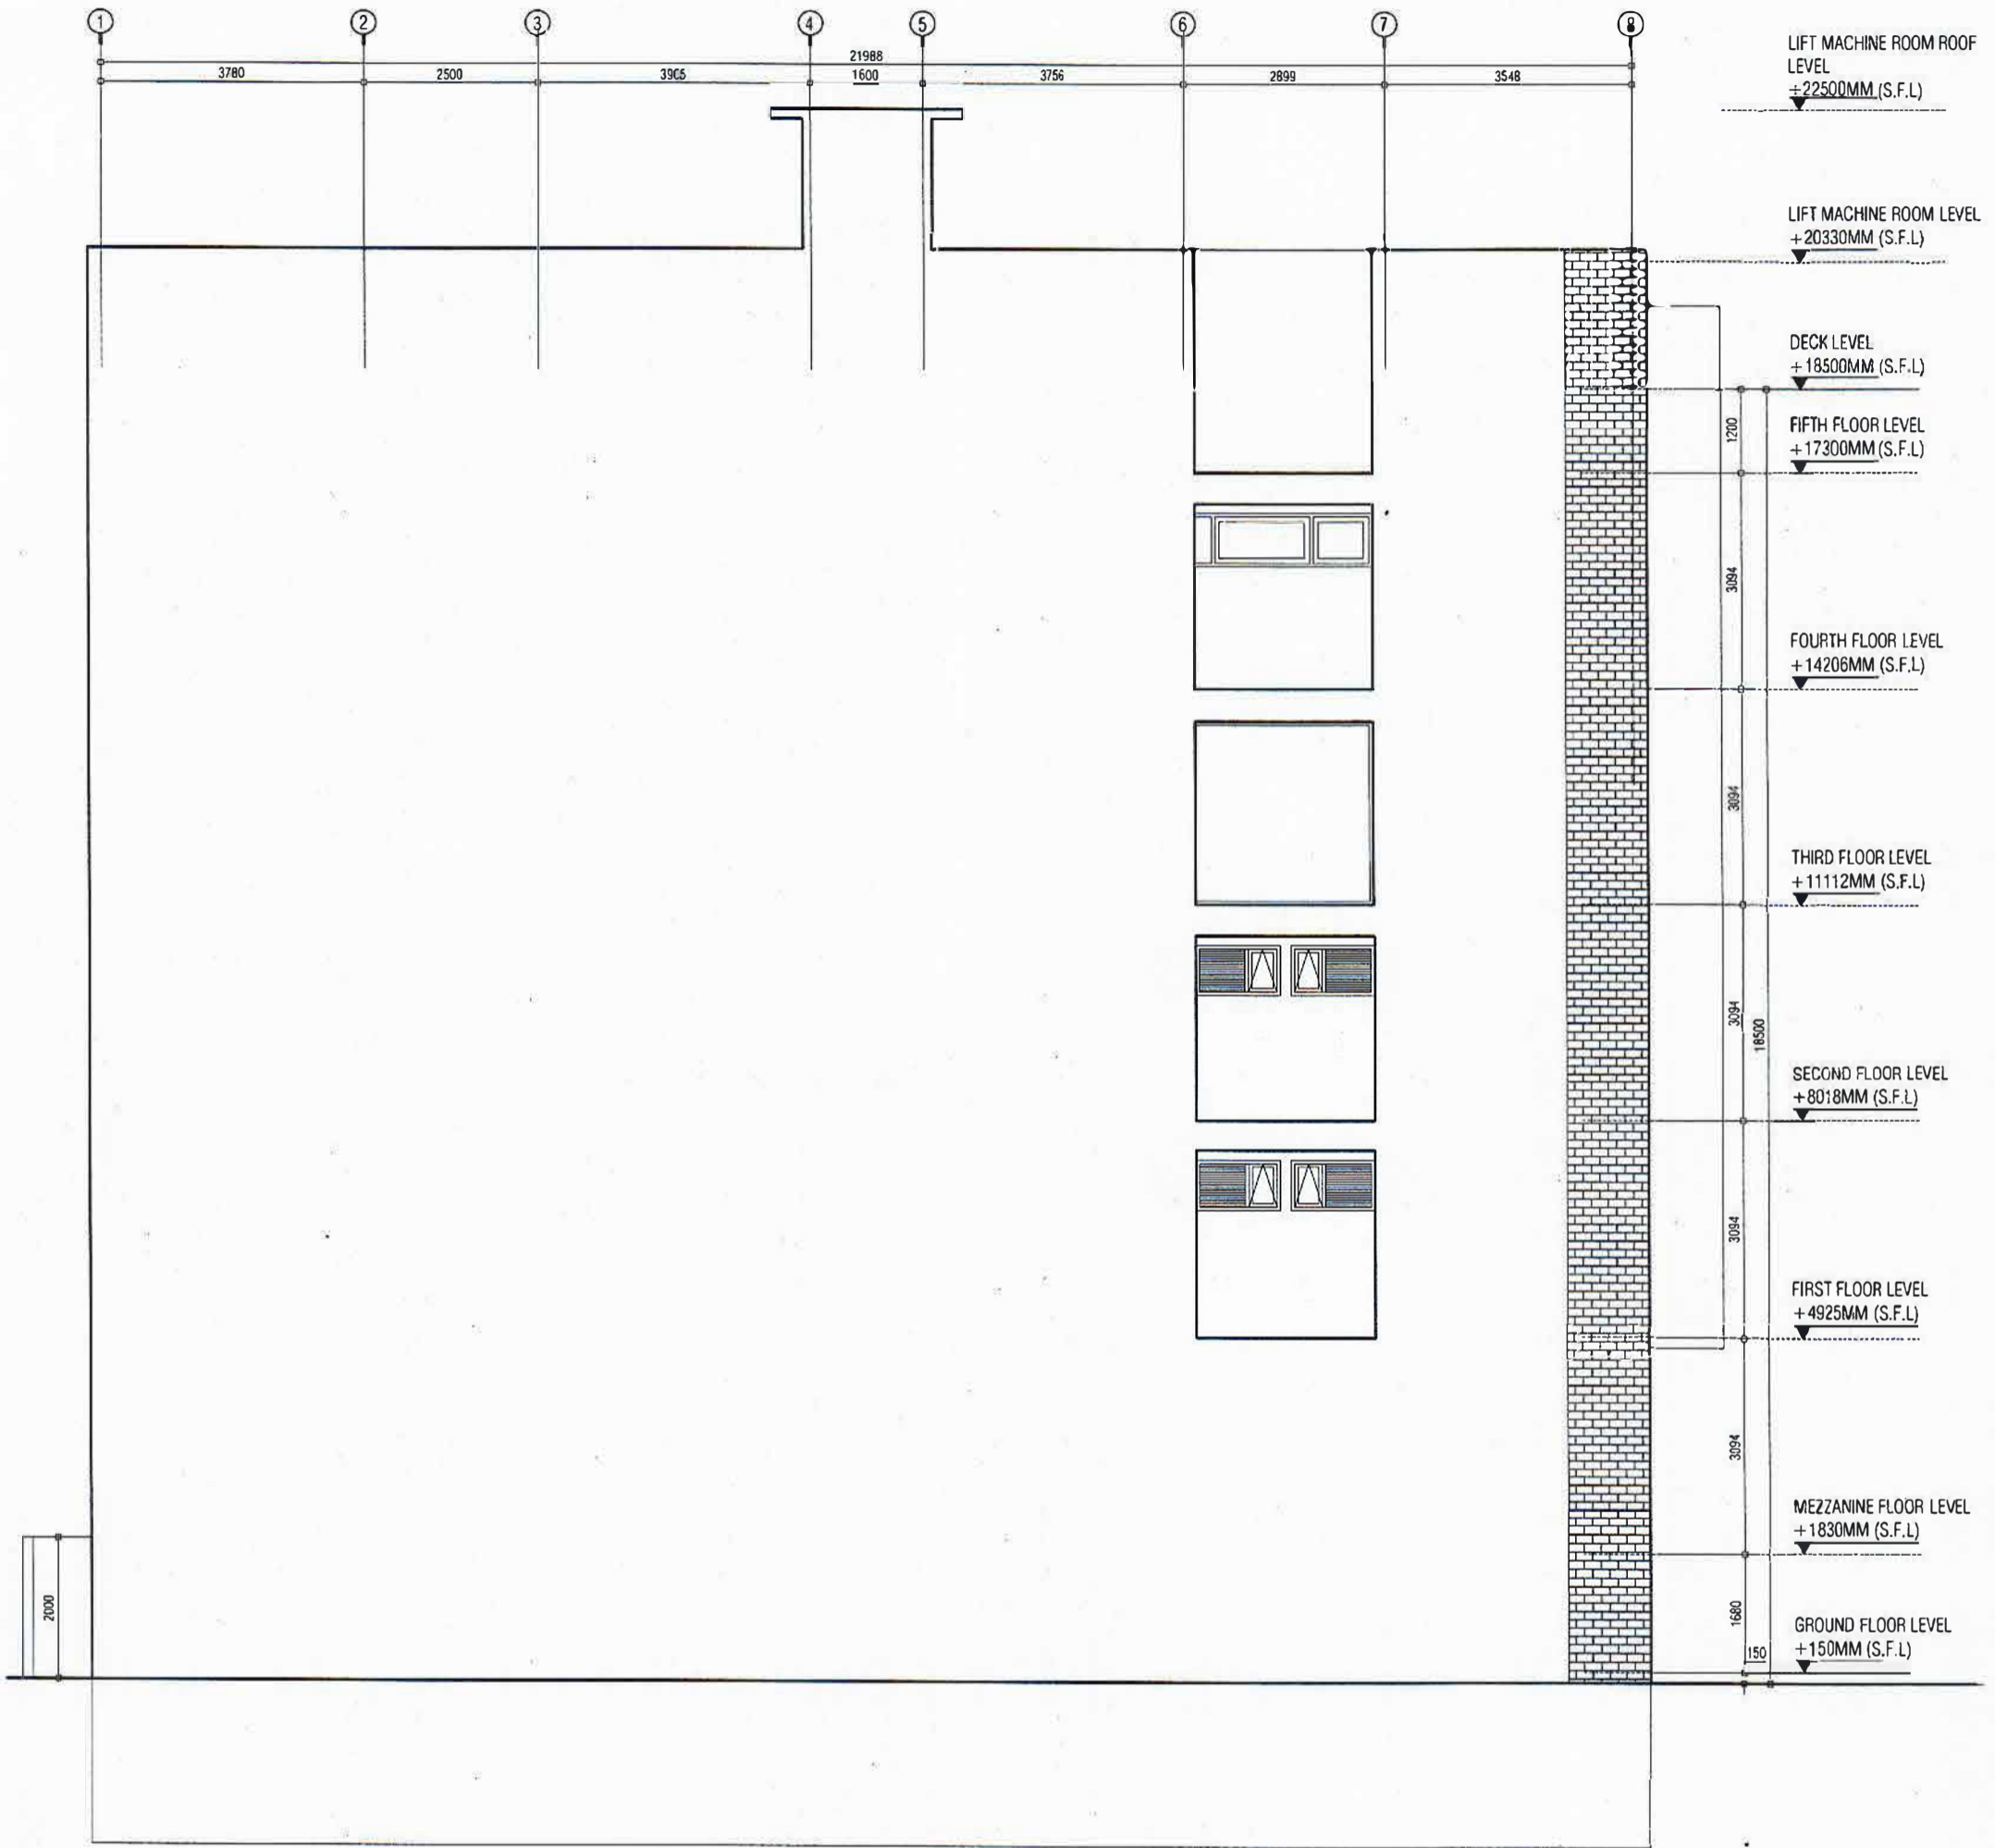 1 2 3 4 5 6 7 8
21988
3780 2500 3905 1600 3756 2899 3548
LIFT MACHINE ROOM ROOF
LEVEL
+22500MM (S.F.L)
LIFT MACHINE ROOM LEVEL
+20330MM (S.F.L)
DECK LEVEL
+18500MM (S.F.L)
1200
FIFTH FLOOR LEVEL
+17300MM (S.F.L)
3094
FOURTH FLOOR LEVEL
+14206MM (S.F.L)
3094
THIRD FLOOR LEVEL
+11112MM (S.F.L)
3094
18500
SECOND FLOOR LEVEL
+8018MM (S.F.L)
3094
FIRST FLOOR LEVEL
+4925MM (S.F.L)
3094
MEZZANINE FLOOR LEVEL
+1830MM (S.F.L)
2000
1680
GROUND FLOOR LEVEL
+150MM (S.F.L)
150